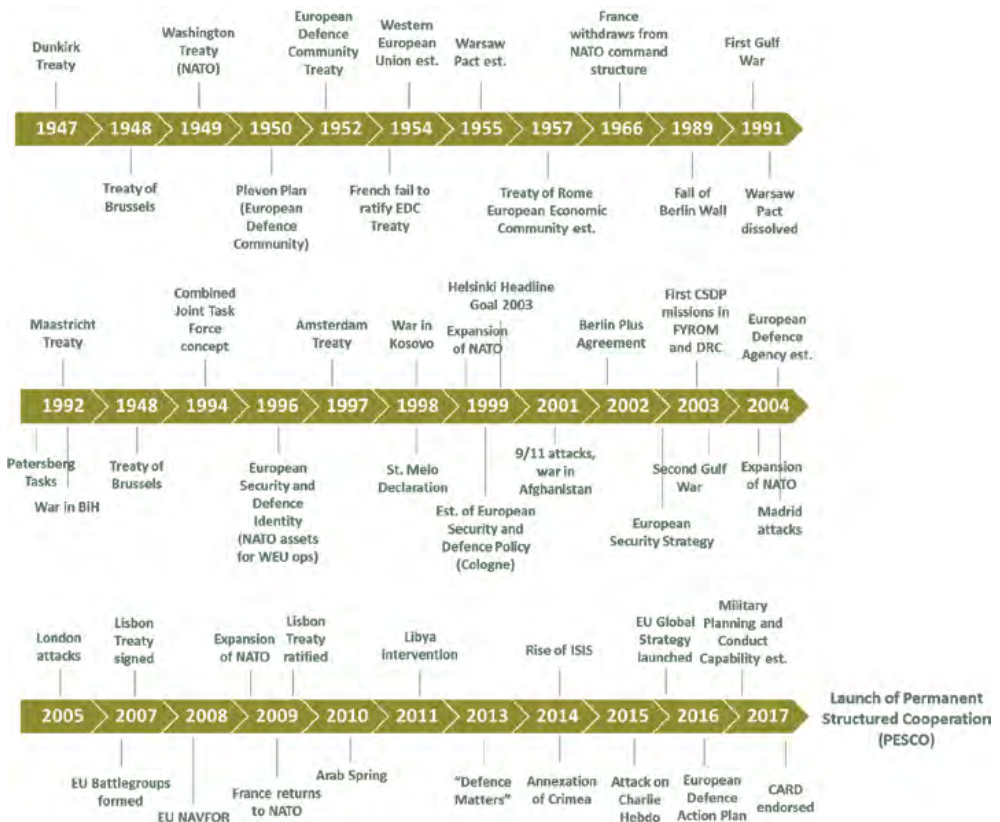 Dunkirk
Treaty
Washington
Treaty
(NATO)
European
Defence
Community
Treaty
Western
European
Union est.
Warsaw
Pact est.
France
withdraws from
NATO command
structure
First Gulf
War
1947 1948 1949 1950 1952 1954 1955 1957 1966 1989 1991
Treaty of
Brussels
Pleven Plan
(European
Defence
Community)
French fail to
ratify EDC
Treaty
Treaty of Rome
European Economic
Community est.
Fall of
Berlin Wall
Warsaw
Pact
dissolved
Maastricht
Treaty
Combined
Joint Task
Force
concept
Amsterdam
Treaty
War in
Kosovo
Expansion
of NATO
Helsinki Headline
Goal 2003
Berlin Plus
Agreement
First CSDP
missions in
FYROM
and DRC
European
Defence
Agency est.
1992 1948 1994 1996 1997 1998 1999 2001 2002 2003 2004
Patersberg
Tasks
War in BiH
Treaty of
Brussels
European
Security and
Defence
Identity
(NATO assets
for WEU ops)
St. Melo
Declaration
Est. of European
Security and
Defence Policy
(Cologne)
9/11 attacks,
war in
Afghanistan
European
Security Strategy
Second Gulf
War
Expansion
of NATO
Madrid
attacks
London
attacks
Lisbon
Treaty
signed
Expansion
of NATO
Lisbon
Treaty
ratified
Libya
intervention
Rise of ISIS
EU Global
Strategy
launched
Military
Planning and
Conduct
Capability est.
2005 2007 2008 2009 2010 2011 2013 2014 2015 2016 2017
Launch of Permanent
Structured Cooperation
(PESCO)
EU Battlegroups
formed
EU NAVFOR
France returns
to NATO
Arab Spring
"Defence
Matters"
Annexation
of Crimea
Attack on
Charlie
Hebdo
European
Defence
Action Plan
CARD
endorsed